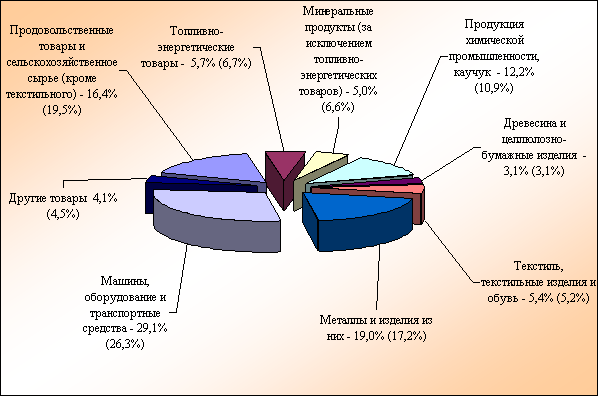 Продовольственные
товары и
сельскохозяйственное
сырье (кроме
текстильного) - 16,4%
(19,5%)
Топливно-
энергетические
товары - 5,7% (6,7%)
Минеральные
продукты (за
исключением
топливно-
энергетических
товаров) - 5,0%
(6,6%)
Продукция
химической
промышленности,
каучук - 12,2%
(10,9%)
Древесина и
целлюлозно-
бумажные изделия -
3,1% (3,1%)
Текстиль,
текстильные изделия и
обувь - 5,4% (5,2%)
Металлы и изделия из
них - 19,0% (17,2%)
Машины,
оборудование и
транспортные
средства - 29,1%
(26,3%)
Другие товары 4,1%
(4,5%)